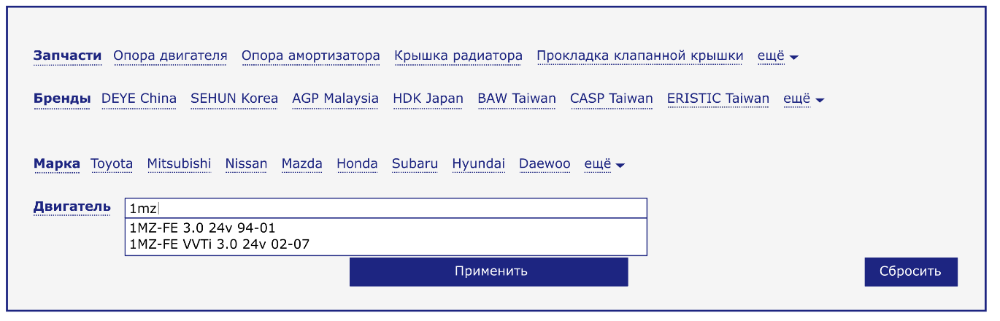 Запчасти Опора двигателя Опора амортизатора Крышка радиатора Прокладка клапанной крышки ещё
Бренды DEYE China SEHUN Korea AGP Malaysia HDK Japan BAW Taiwan CASP Taiwan ERISTIC Taiwan ещё
Марка Toyota Mitsubishi Nissan Mazda Honda Subaru Hyundai Daewoo ещё
Двигатель 1mz
1MZ-FE 3.0 24v 94-01
1MZ-FE VVTi 3.0 24v 02-07
Применить Сбросить